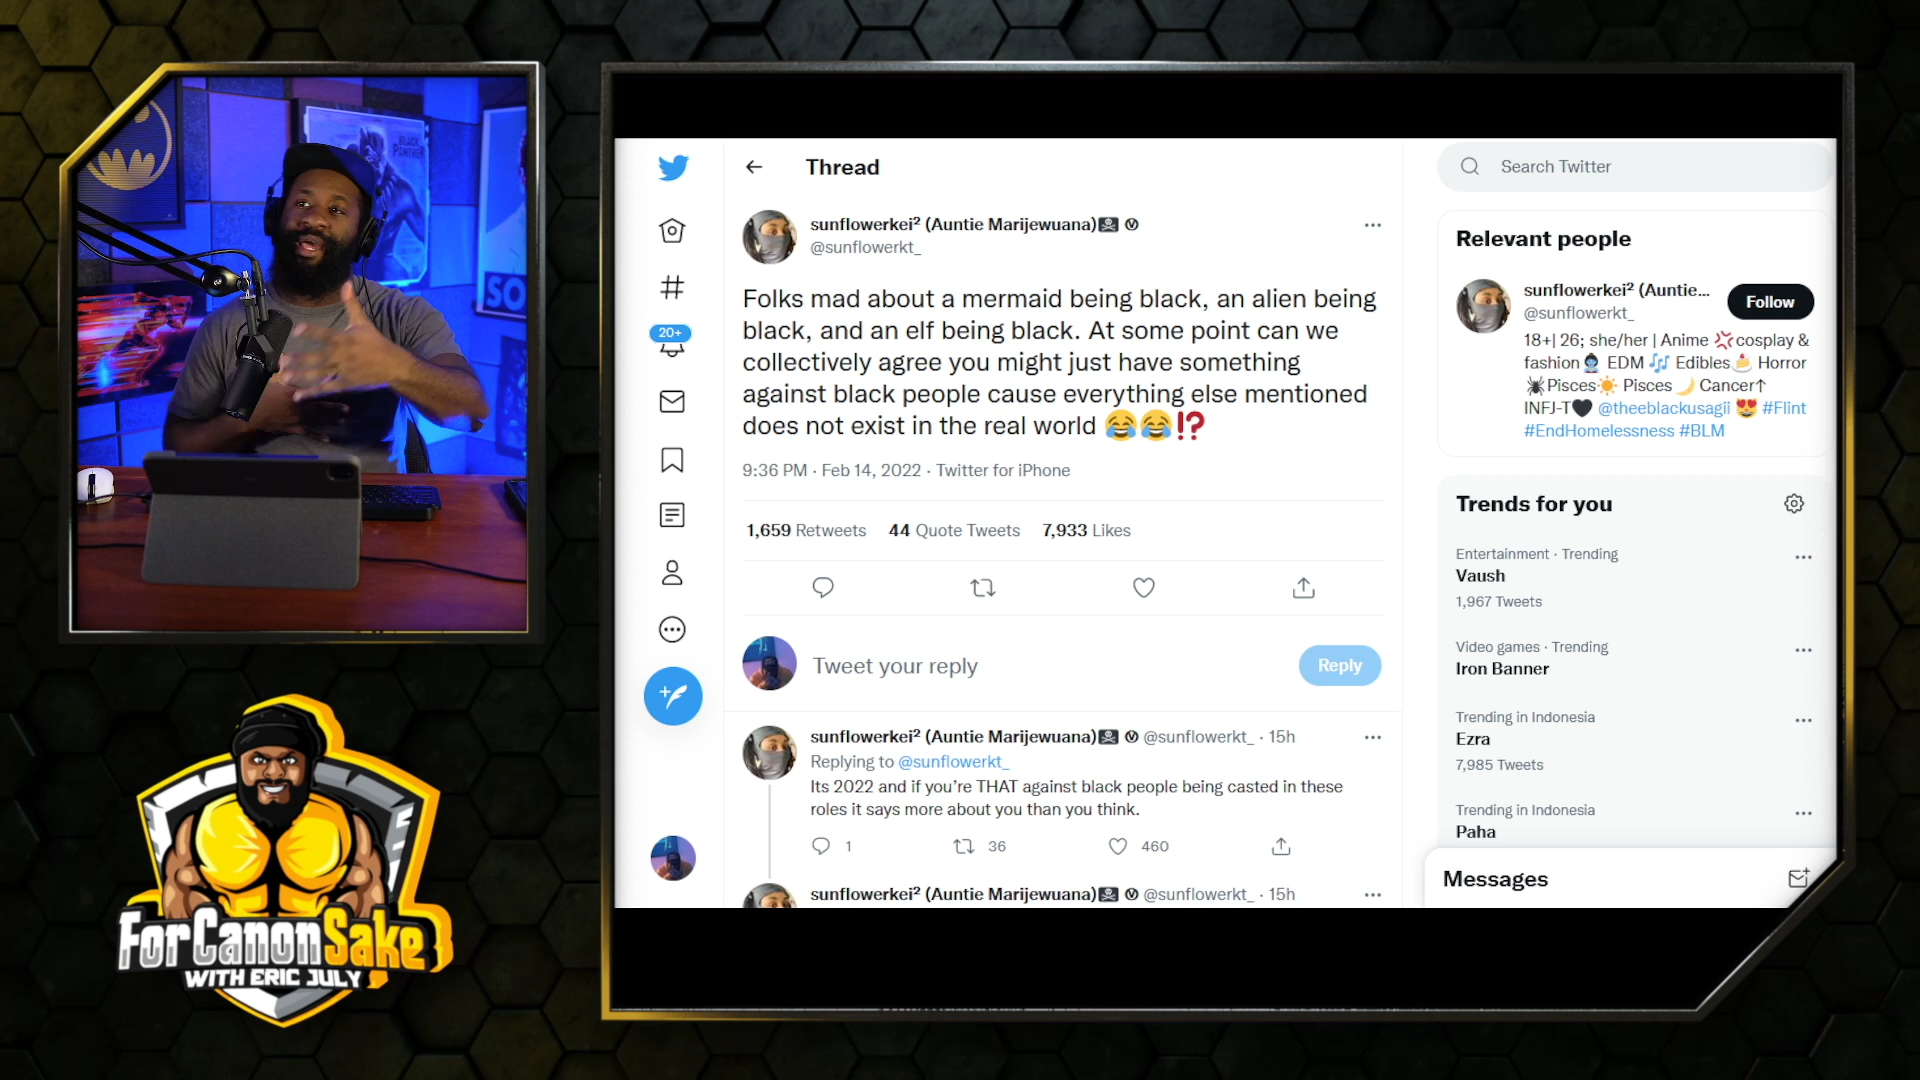 BLACK
PANTHER
SO
ForCanonSake
WITH ERIC JULY
Thread
sunflowerkei² (Auntie Marijewuana)🏴‍☠️ Ⓥ
@sunflowerkt_
Folks mad about a mermaid being black, an alien being
black, and an elf being black. At some point can we
collectively agree you might just have something
against black people cause everything else mentioned
does not exist in the real world 😂😂⁉️
9:36 PM · Feb 14, 2022 · Twitter for iPhone
1,659 Retweets 44 Quote Tweets 7,933 Likes
20+
Tweet your reply
Reply
sunflowerkei² (Auntie Marijewuana)🏴‍☠️ Ⓥ @sunflowerkt_ · 15h
Replying to @sunflowerkt_
Its 2022 and if you're THAT against black people being casted in these
roles it says more about you than you think.
1 36 460
sunflowerkei² (Auntie Marijewuana)🏴‍☠️ Ⓥ @sunflowerkt_ · 15h
Search Twitter
Relevant people
sunflowerkei² (Auntie...
@sunflowerkt_
Follow
18+| 26; she/her | Anime 💢cosplay &
fashion🧘🏿‍♀️ EDM 🎶 Edibles🍰 Horror
🕷Pisces☀️ Pisces 🌙 Cancer↑
INFJ-T🖤 @theeblackusagii 😻 #Flint
#EndHomelessness #BLM
Trends for you
Entertainment · Trending
Vaush
1,967 Tweets
Video games · Trending
Iron Banner
Trending in Indonesia
Ezra
7,985 Tweets
Trending in Indonesia
Paha
Messages